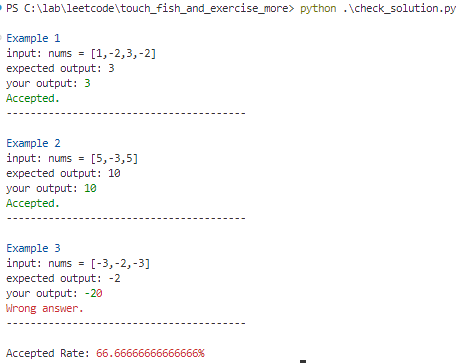 PS C:\lab\leetcode\touch_fish_and_exercise_more> python .\check_solution.py
Example 1
input: nums = [1,-2,3,-2]
expected output: 3
your output: 3
Accepted.
----------------------------------------
Example 2
input: nums = [5,-3,5]
expected output: 10
your output: 10
Accepted.
----------------------------------------
Example 3
input: nums = [-3,-2,-3]
expected output: -2
your output: -20
Wrong answer.
----------------------------------------
Accepted Rate: 66.66666666666666%